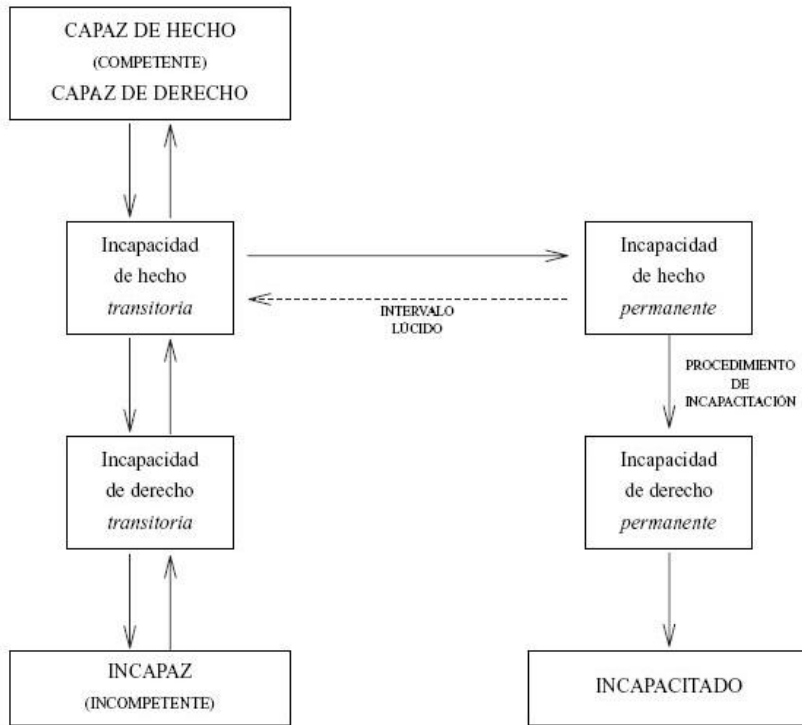 CAPAZ DE HECHO
(COMPETENTE)
CAPAZ DE DERECHO
Incapacidad
de hecho
transitoria
Incapacidad
de hecho
permanente
INTERVALO
LÚCIDO
PROCEDIMIENTO
DE
INCAPACITACIÓN
Incapacidad
de derecho
transitoria
Incapacidad
de derecho
permanente
INCAPAZ
(INCOMPETENTE)
INCAPACITADO